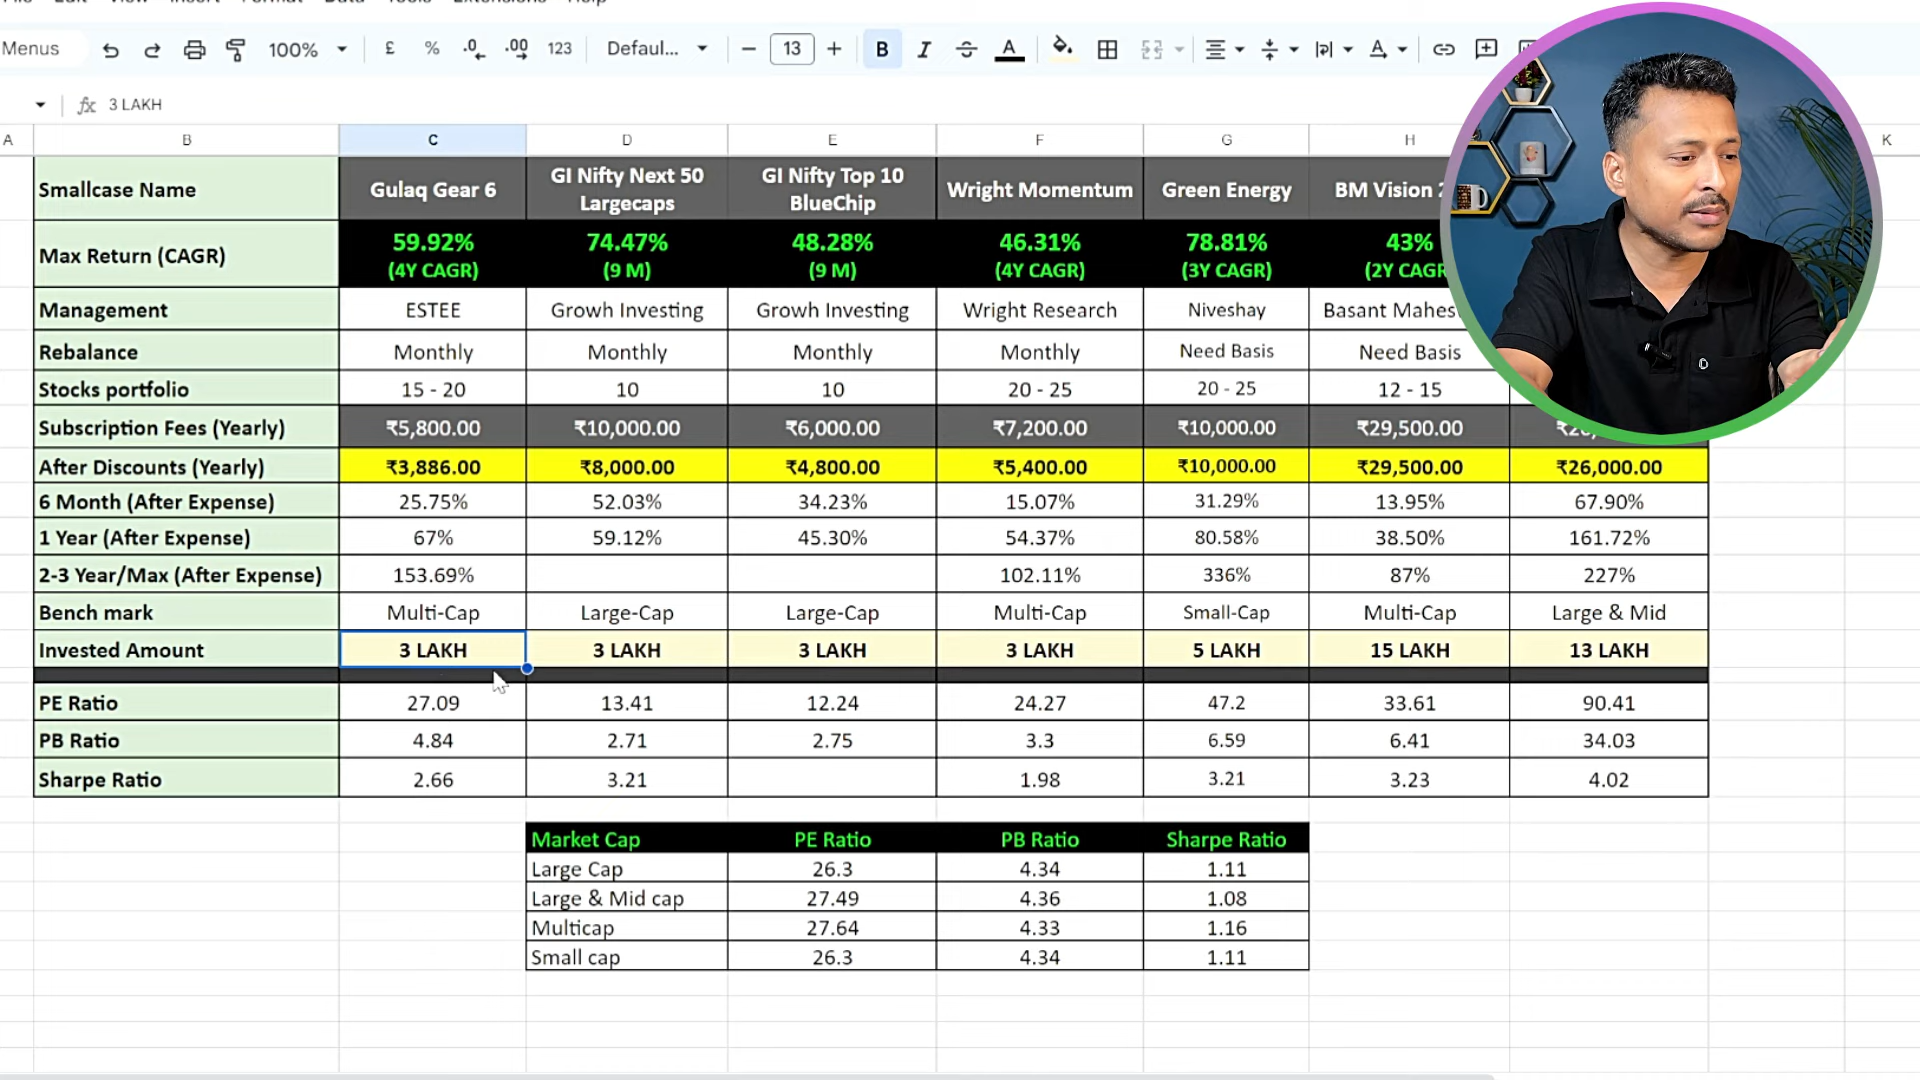 Menus
100%
£
%
.0
.00
123
Defaul...
13
B
I
A
A
fx
3 LAKH
A
B
C
D
E
F
G
H
K
Smallcase Name
Gulaq Gear 6
GI Nifty Next 50
Largecaps
GI Nifty Top 10
BlueChip
Wright Momentum
Green Energy
BM Vision
Max Return (CAGR)
59.92%
(4Y CAGR)
74.47%
(9 M)
48.28%
(9 M)
46.31%
(4Y CAGR)
78.81%
(3Y CAGR)
43%
(2Y CAGR
Management
ESTEE
Growh Investing
Growh Investing
Wright Research
Niveshay
Basant Mahes
Rebalance
Monthly
Monthly
Monthly
Monthly
Need Basis
Need Basis
Stocks portfolio
15 - 20
10
10
20 - 25
20 - 25
12 - 15
Subscription Fees (Yearly)
₹5,800.00
₹10,000.00
₹6,000.00
₹7,200.00
₹10,000.00
₹29,500.00
After Discounts (Yearly)
₹3,886.00
₹8,000.00
₹4,800.00
₹5,400.00
₹10,000.00
₹29,500.00
₹26,000.00
6 Month (After Expense)
25.75%
52.03%
34.23%
15.07%
31.29%
13.95%
67.90%
1 Year (After Expense)
67%
59.12%
45.30%
54.37%
80.58%
38.50%
161.72%
2-3 Year/Max (After Expense)
153.69%
102.11%
336%
87%
227%
Bench mark
Multi-Cap
Large-Cap
Large-Cap
Multi-Cap
Small-Cap
Multi-Cap
Large & Mid
Invested Amount
3 LAKH
3 LAKH
3 LAKH
3 LAKH
5 LAKH
15 LAKH
13 LAKH
PE Ratio
27.09
13.41
12.24
24.27
47.2
33.61
90.41
PB Ratio
4.84
2.71
2.75
3.3
6.59
6.41
34.03
Sharpe Ratio
2.66
3.21
1.98
3.21
3.23
4.02
Market Cap
PE Ratio
PB Ratio
Sharpe Ratio
Large Cap
26.3
4.34
1.11
Large & Mid cap
27.49
4.36
1.08
Multicap
27.64
4.33
1.16
Small cap
26.3
4.34
1.11